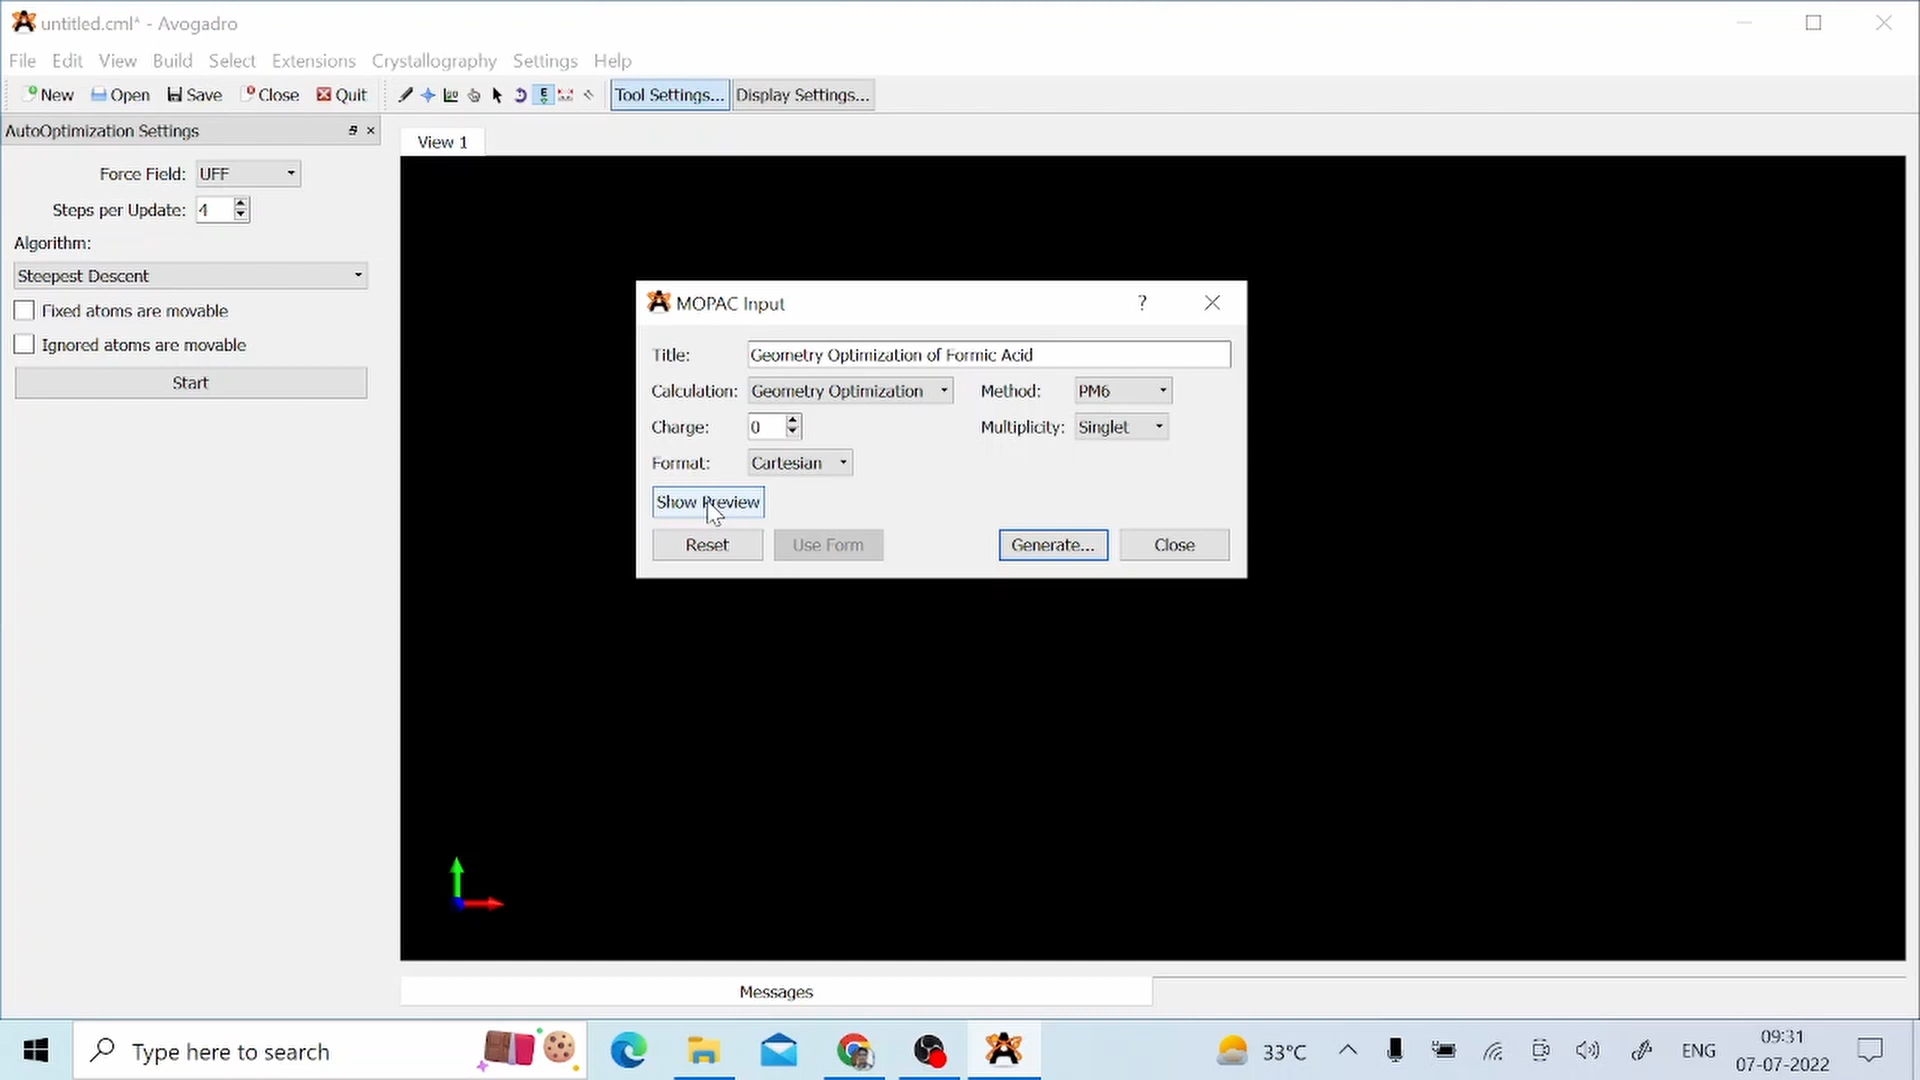 untitled.cml* - Avogadro
File Edit View Build Select Extensions Crystallography Settings Help
New Open Save Close Quit Tool Settings... Display Settings...
AutoOptimization Settings
View 1
Force Field: UFF
Steps per Update: 4
Algorithm:
Steepest Descent
Fixed atoms are movable
Ignored atoms are movable
Start
MOPAC Input
?
Title: Geometry Optimization of Formic Acid
Calculation: Geometry Optimization Method: PM6
Charge: 0 Multiplicity: Singlet
Format: Cartesian
Show Preview
Reset Use Form Generate... Close
Messages
Type here to search
33°C
ENG
09:31
07-07-2022